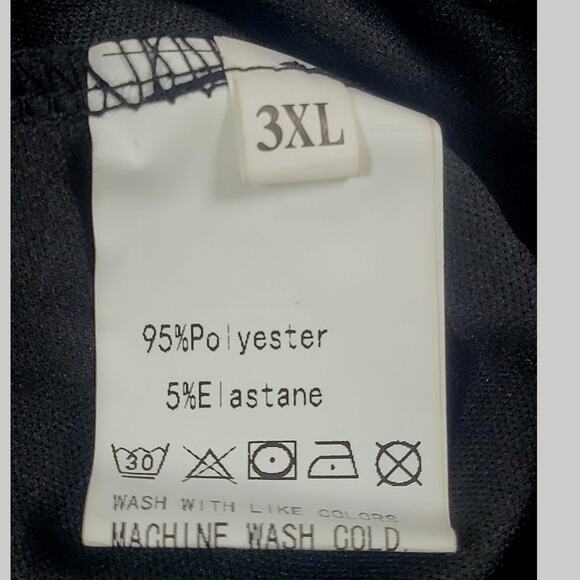 3XL
95%Polyester
5%Elastane
30
WASH WITH LIKE COLORS
MACHINE WASH COLD.